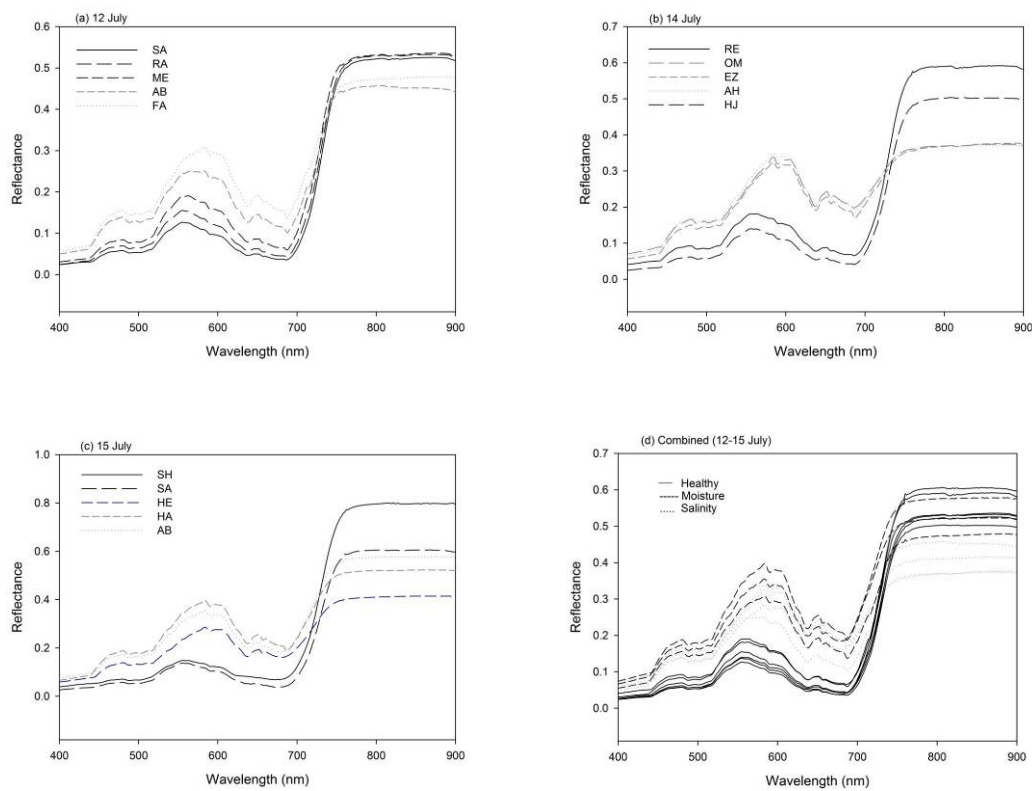 (a) 12 July
0.6
0.5
0.4
0.3
0.2
0.1
0.0
Reflectance
SA
RA
ME
AB
FA
400 500 600 700 800 900
Wavelength (nm)
(b) 14 July
0.7
0.6
0.5
0.4
0.3
0.2
0.1
0.0
Reflectance
RE
OM
EZ
AH
HJ
400 500 600 700 800 900
Wavelength (nm)
(c) 15 July
1.0
0.8
0.6
0.4
0.2
0.0
Reflectance
SH
SA
HE
HA
AB
400 500 600 700 800 900
Wavelength (nm)
(d) Combined (12-15 July)
0.7
0.6
0.5
0.4
0.3
0.2
0.1
0.0
Reflectance
Healthy
Moisture
Salinity
400 500 600 700 800 900
Wavelength (nm)